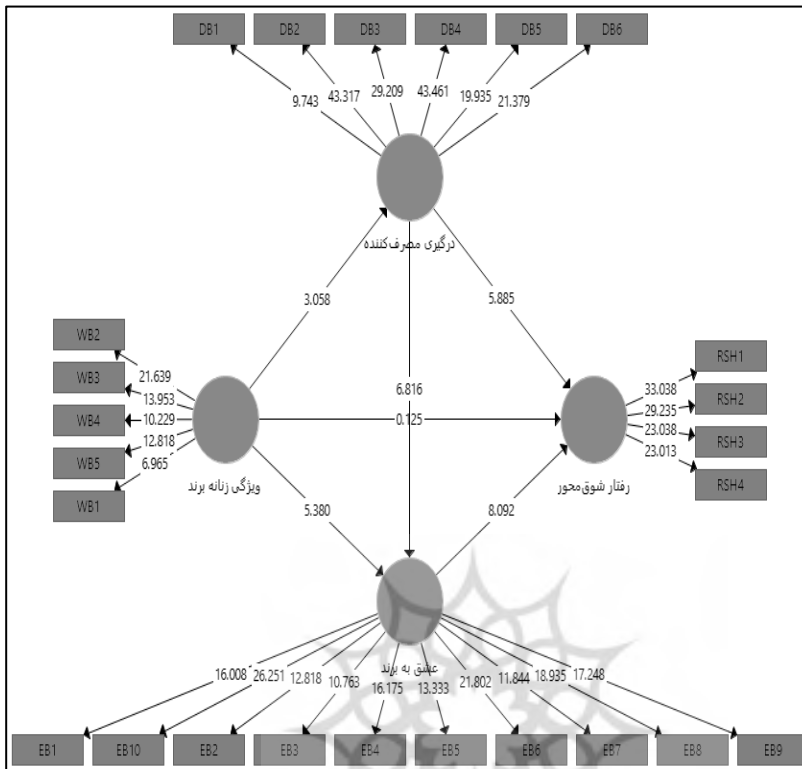 DB1 DB2 DB3 DB4 DB5 DB6
9.743 43.317 29.209 43.461 19.935 21.379
درگیری مصرف‌کننده
3.058 5.885
WB2
WB3
WB4
WB5
WB1
21.639
13.953
10.229
12.818
6.965
6.816
0.125
RSH1
RSH2
RSH3
RSH4
33.038
29.235
23.038
23.013
ویژگی زنانه برند
رفتار شوق‌محور
5.380 8.092
عشق به برند
16.008 26.251 12.818 10.763 16.175 13.333 21.802 11.844 18.935 17.248
EB1 EB10 EB2 EB3 EB4 EB5 EB6 EB7 EB8 EB9